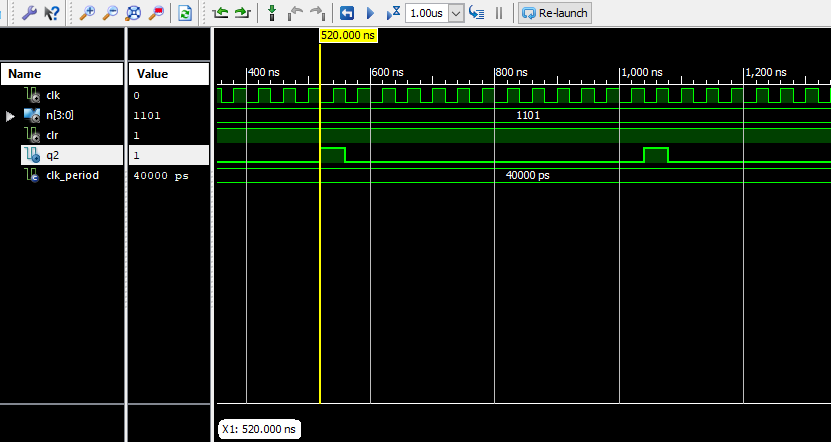 1.00us Re-launch
520.000 ns
Name Value
400 ns 600 ns 800 ns 1,000 ns 1,200 ns
clk 0
n[3:0] 1101 1101
clr 1
q2 1
clk_period 40000 ps 40000 ps
X1: 520.000 ns